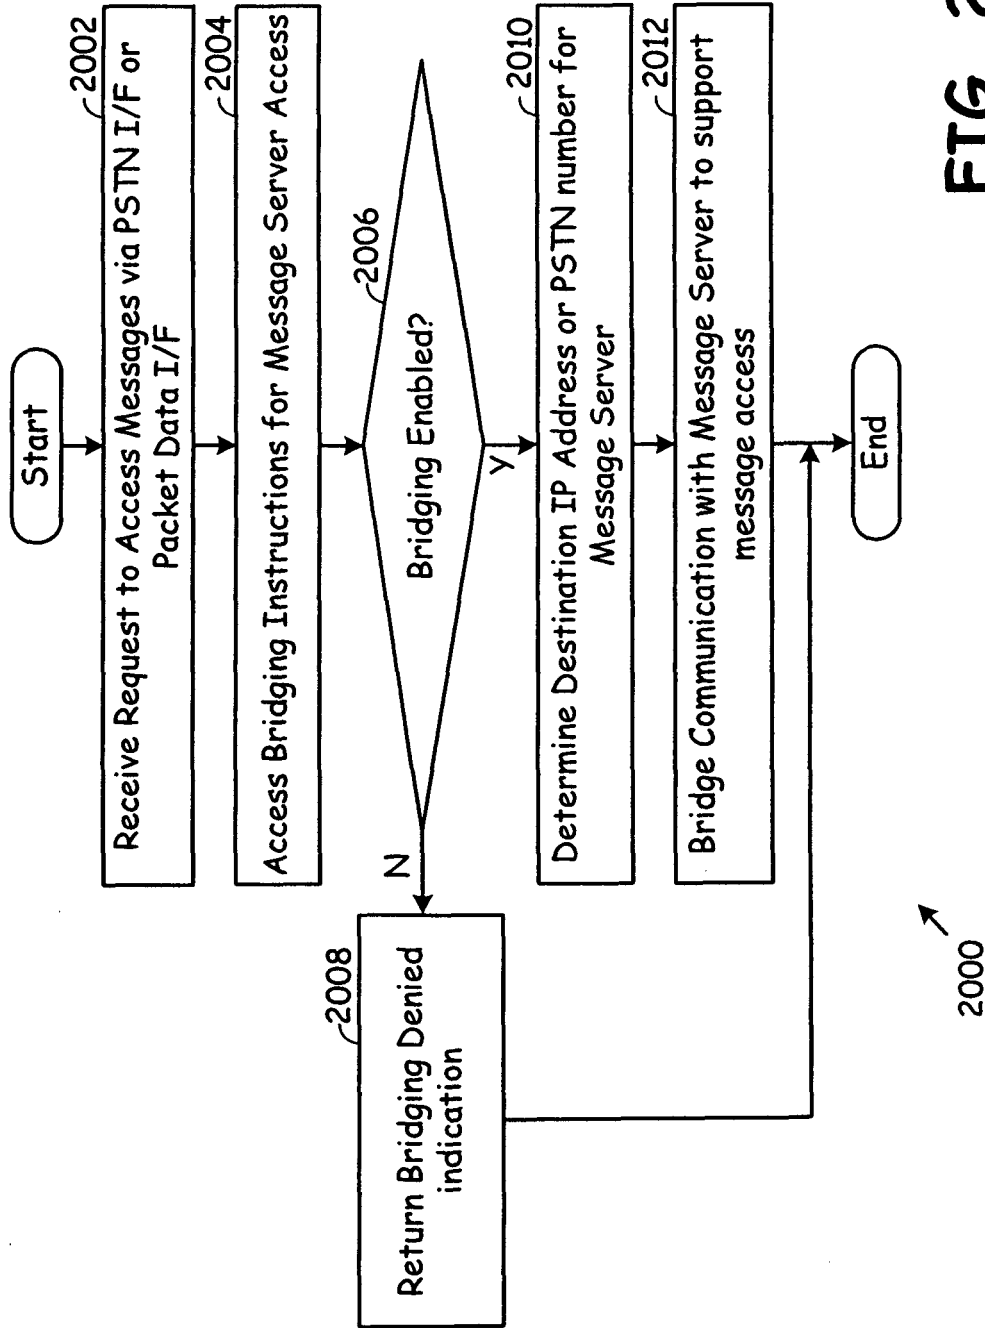 Start
2002
Receive Request to Access Messages via PSTN I/F or
Packet Data I/F
2004
Access Bridging Instructions for Message Server Access
2006
Bridging Enabled?
N
Y
2008
Return Bridging Denied
indication
2010
Determine Destination IP Address or PSTN number for
Message Server
2012
Bridge Communication with Message Server to support
message access
End
2000
FIG